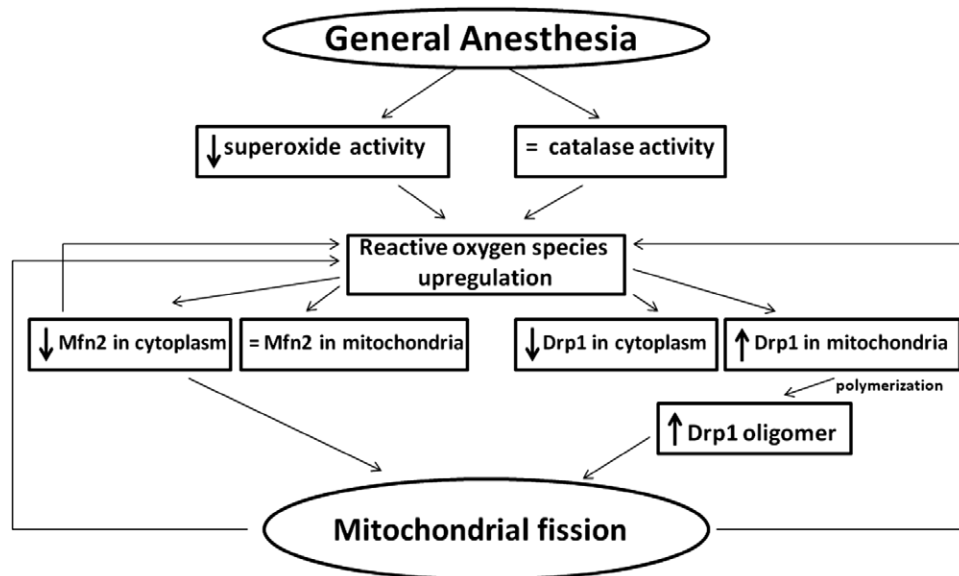 General Anesthesia
↓ superoxide activity
= catalase activity
Reactive oxygen species
upregulation
↓ Mfn2 in cytoplasm
= Mfn2 in mitochondria
↓ Drp1 in cytoplasm
↑ Drp1 in mitochondria
polymerization
↑ Drp1 oligomer
Mitochondrial fission